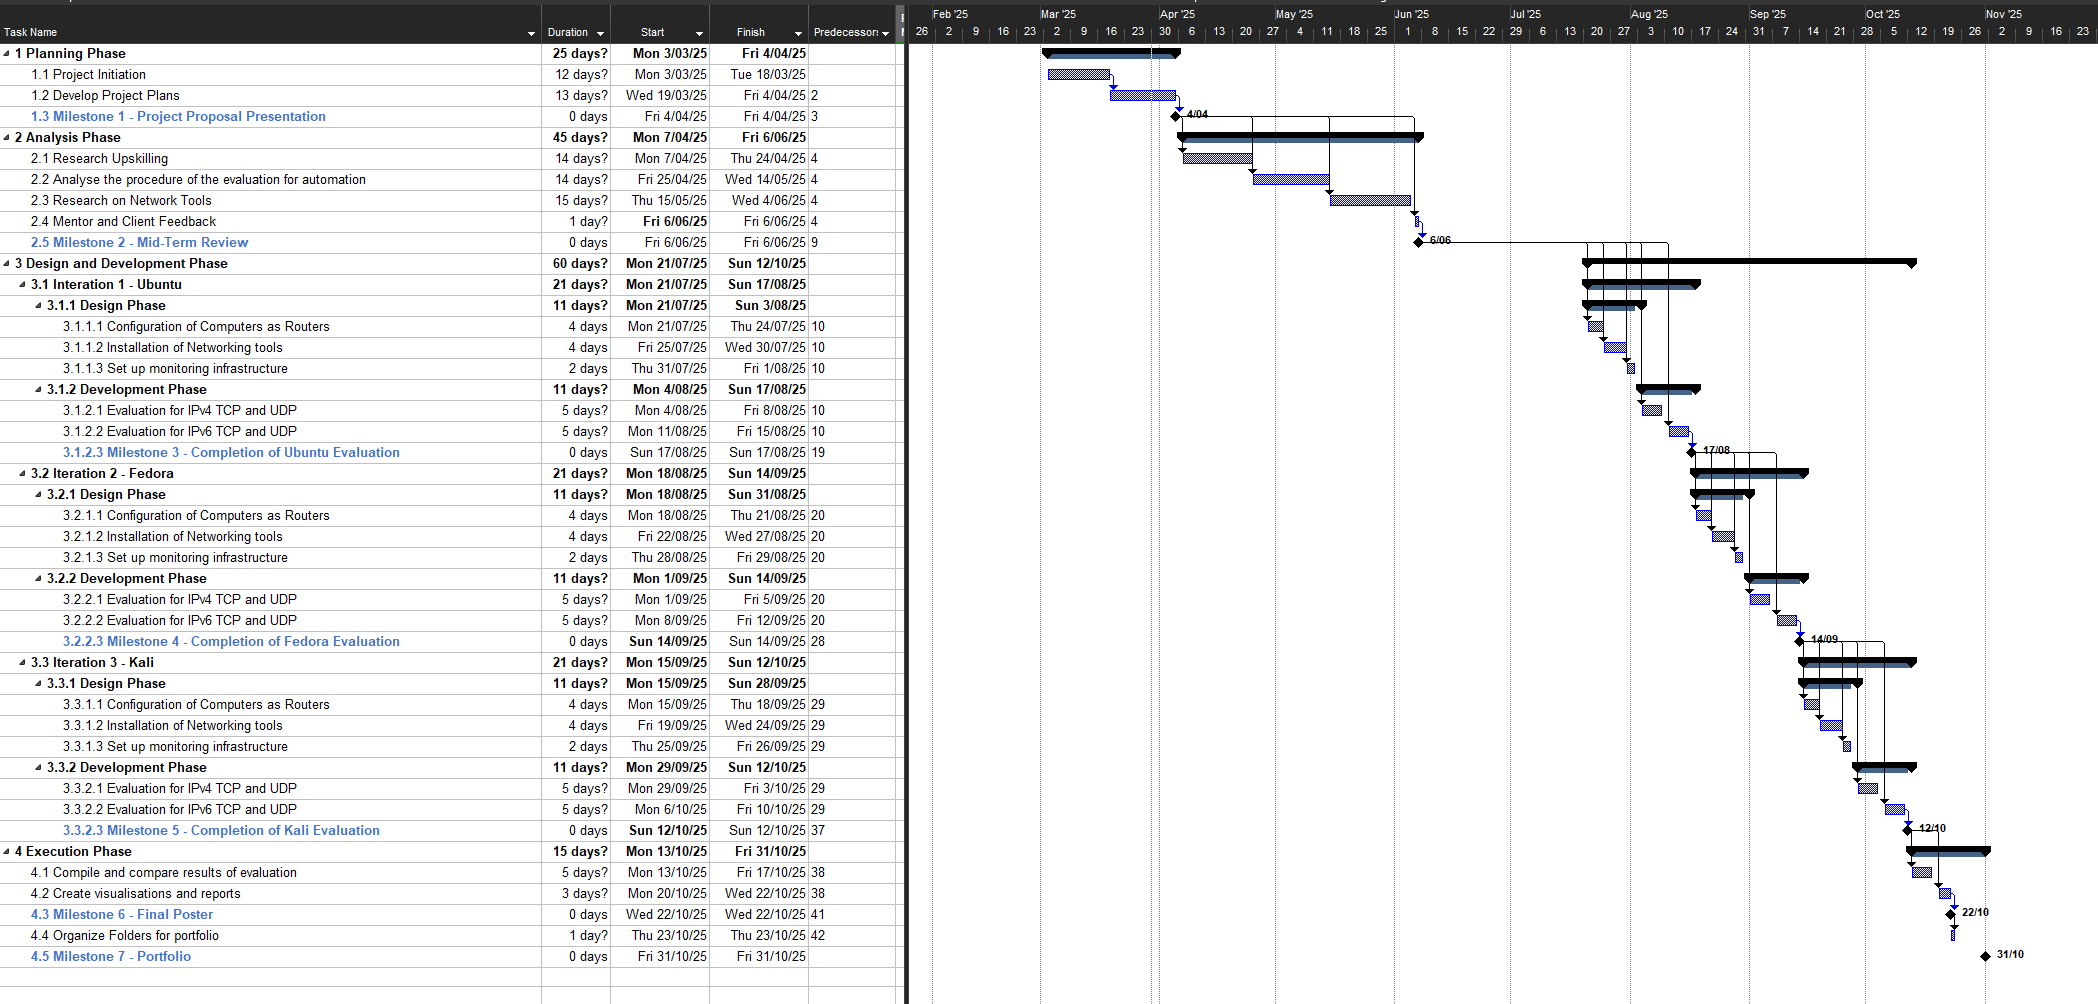 Feb '25 Mar '25 Apr '25 May '25 Jun '25 Jul '25 Aug '25 Sep '25 Oct '25 Nov '25
Task Name Duration Start Finish Predecessors 26 2 9 16 23 2 9 16 23 30 6 13 20 27 4 11 18 25 1 8 15 22 29 6 13 20 27 3 10 17 24 31 7 14 21 28 5 12 19 26 2 9 16 23
1 Planning Phase 25 days? Mon 3/03/25 Fri 4/04/25
1.1 Project Initiation 12 days? Mon 3/03/25 Tue 18/03/25
1.2 Develop Project Plans 13 days? Wed 19/03/25 Fri 4/04/25 2
1.3 Milestone 1 - Project Proposal Presentation 0 days Fri 4/04/25 Fri 4/04/25 3 4/04
2 Analysis Phase 45 days? Mon 7/04/25 Fri 6/06/25
2.1 Research Upskilling 14 days? Mon 7/04/25 Thu 24/04/25 4
2.2 Analyse the procedure of the evaluation for automation 14 days? Fri 25/04/25 Wed 14/05/25 4
2.3 Research on Network Tools 15 days? Thu 15/05/25 Wed 4/06/25 4
2.4 Mentor and Client Feedback 1 day? Fri 6/06/25 Fri 6/06/25 4
2.5 Milestone 2 - Mid-Term Review 0 days Fri 6/06/25 Fri 6/06/25 9 6/06
3 Design and Development Phase 60 days? Mon 21/07/25 Sun 12/10/25
3.1 Interation 1 - Ubuntu 21 days? Mon 21/07/25 Sun 17/08/25
3.1.1 Design Phase 11 days? Mon 21/07/25 Sun 3/08/25
3.1.1.1 Configuration of Computers as Routers 4 days Mon 21/07/25 Thu 24/07/25 10
3.1.1.2 Installation of Networking tools 4 days Fri 25/07/25 Wed 30/07/25 10
3.1.1.3 Set up monitoring infrastructure 2 days Thu 31/07/25 Fri 1/08/25 10
3.1.2 Development Phase 11 days? Mon 4/08/25 Sun 17/08/25
3.1.2.1 Evaluation for IPv4 TCP and UDP 5 days? Mon 4/08/25 Fri 8/08/25 10
3.1.2.2 Evaluation for IPv6 TCP and UDP 5 days? Mon 11/08/25 Fri 15/08/25 10
3.1.2.3 Milestone 3 - Completion of Ubuntu Evaluation 0 days Sun 17/08/25 Sun 17/08/25 19 17/08
3.2 Iteration 2 - Fedora 21 days? Mon 18/08/25 Sun 14/09/25
3.2.1 Design Phase 11 days? Mon 18/08/25 Sun 31/08/25
3.2.1.1 Configuration of Computers as Routers 4 days Mon 18/08/25 Thu 21/08/25 20
3.2.1.2 Installation of Networking tools 4 days Fri 22/08/25 Wed 27/08/25 20
3.2.1.3 Set up monitoring infrastructure 2 days Thu 28/08/25 Fri 29/08/25 20
3.2.2 Development Phase 11 days? Mon 1/09/25 Sun 14/09/25
3.2.2.1 Evaluation for IPv4 TCP and UDP 5 days? Mon 1/09/25 Fri 5/09/25 20
3.2.2.2 Evaluation for IPv6 TCP and UDP 5 days? Mon 8/09/25 Fri 12/09/25 20
3.2.2.3 Milestone 4 - Completion of Fedora Evaluation 0 days Sun 14/09/25 Sun 14/09/25 28 14/09
3.3 Iteration 3 - Kali 21 days? Mon 15/09/25 Sun 12/10/25
3.3.1 Design Phase 11 days? Mon 15/09/25 Sun 28/09/25
3.3.1.1 Configuration of Computers as Routers 4 days Mon 15/09/25 Thu 18/09/25 29
3.3.1.2 Installation of Networking tools 4 days Fri 19/09/25 Wed 24/09/25 29
3.3.1.3 Set up monitoring infrastructure 2 days Thu 25/09/25 Fri 26/09/25 29
3.3.2 Development Phase 11 days? Mon 29/09/25 Sun 12/10/25
3.3.2.1 Evaluation for IPv4 TCP and UDP 5 days? Mon 29/09/25 Fri 3/10/25 29
3.3.2.2 Evaluation for IPv6 TCP and UDP 5 days? Mon 6/10/25 Fri 10/10/25 29
3.3.2.3 Milestone 5 - Completion of Kali Evaluation 0 days Sun 12/10/25 Sun 12/10/25 37 12/10
4 Execution Phase 15 days? Mon 13/10/25 Fri 31/10/25
4.1 Compile and compare results of evaluation 5 days? Mon 13/10/25 Fri 17/10/25 38
4.2 Create visualisations and reports 3 days? Mon 20/10/25 Wed 22/10/25 38
4.3 Milestone 6 - Final Poster 0 days Wed 22/10/25 Wed 22/10/25 41 22/10
4.4 Organize Folders for portfolio 1 day? Thu 23/10/25 Thu 23/10/25 42
4.5 Milestone 7 - Portfolio 0 days Fri 31/10/25 Fri 31/10/25 31/10